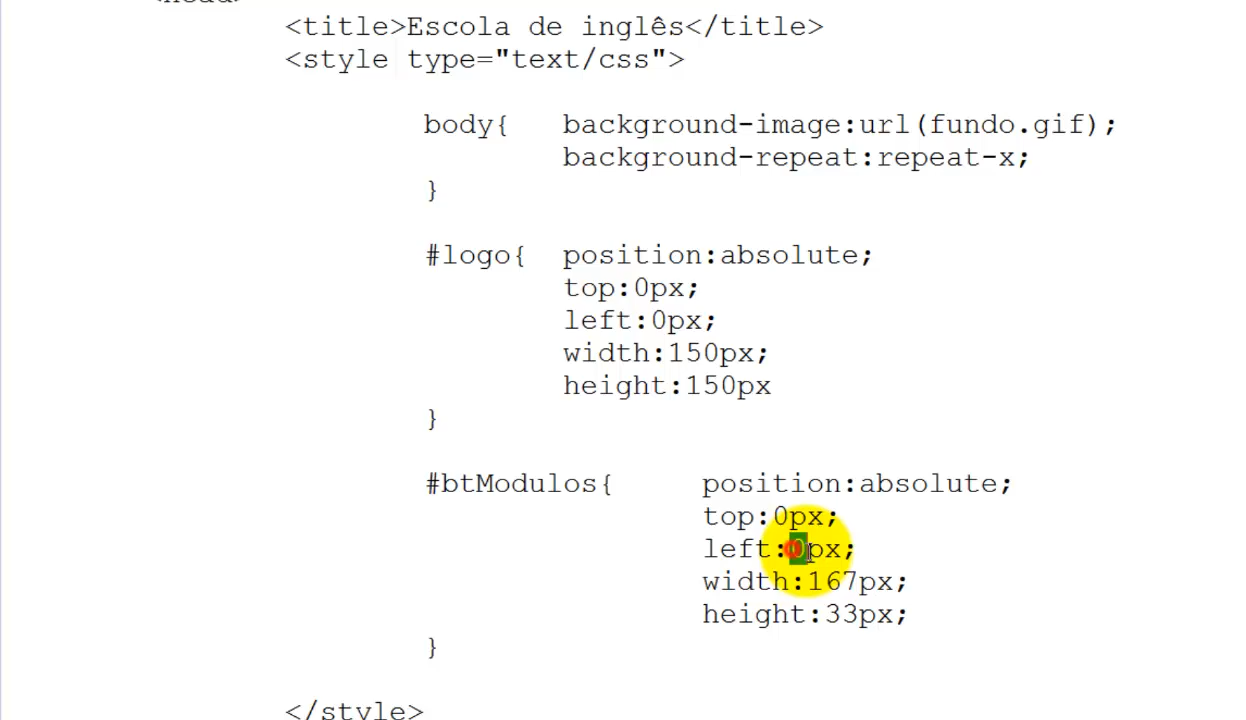 <head>
<title>Escola de inglês</title>
<style type="text/css">
body{ background-image:url(fundo.gif);
background-repeat:repeat-x;
}
#logo{ position:absolute;
top:0px;
left:0px;
width:150px;
height:150px
}
#btModulos{ position:absolute;
top:0px;
left:0px;
width:167px;
height:33px;
}
</style>